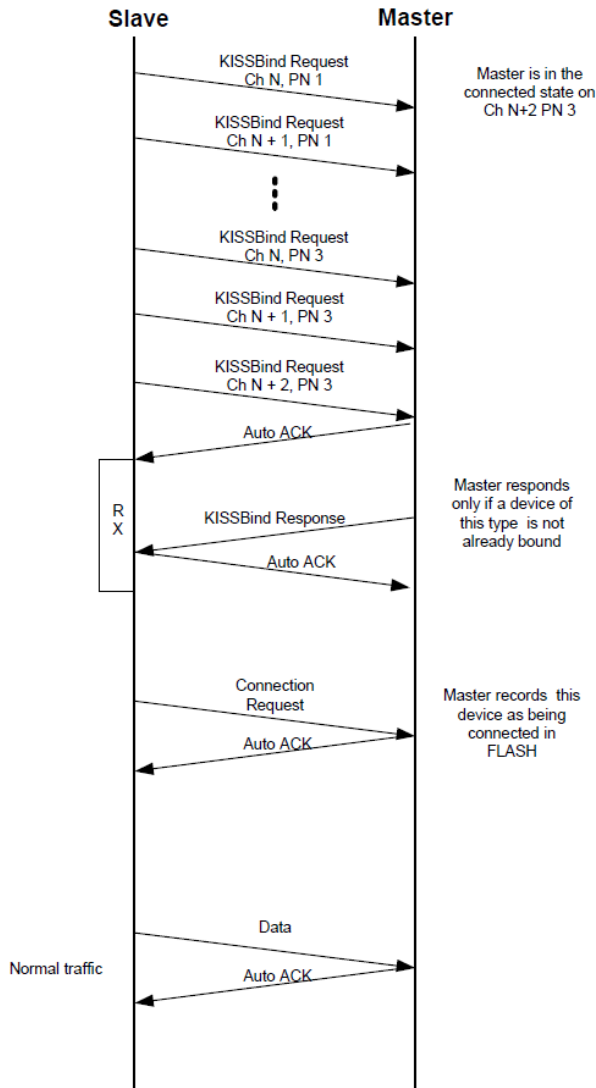 Slave
Master
KISSBind Request
Ch N, PN 1
Master is in the
connected state on
Ch N+2 PN 3
KISSBind Request
Ch N + 1, PN 1
KISSBind Request
Ch N, PN 3
KISSBind Request
Ch N + 1, PN 3
KISSBind Request
Ch N + 2, PN 3
Auto ACK
R
X
KISSBind Response
Master responds
only if a device of
this type is not
already bound
Auto ACK
Connection
Request
Master records this
device as being
connected in
FLASH
Auto ACK
Data
Normal traffic
Auto ACK